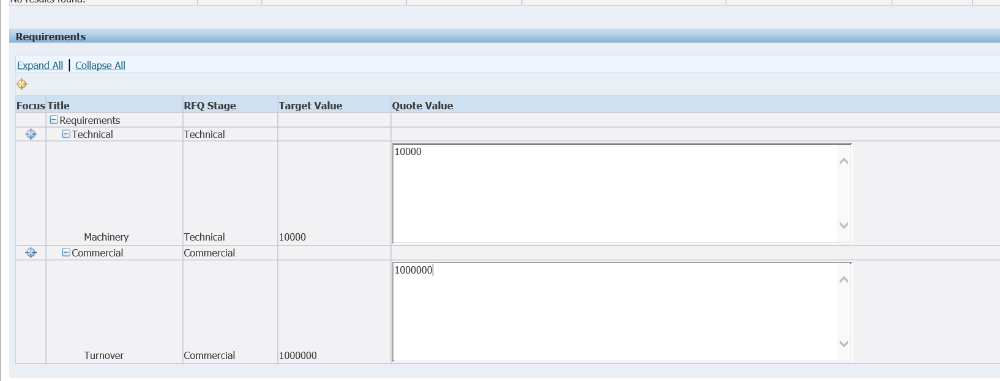 No results found.
Requirements
Expand All | Collapse All
Focus Title RFQ Stage Target Value Quote Value
Requirements
Technical Technical
10000
Machinery Technical 10000
Commercial Commercial
1000000
Turnover Commercial 1000000